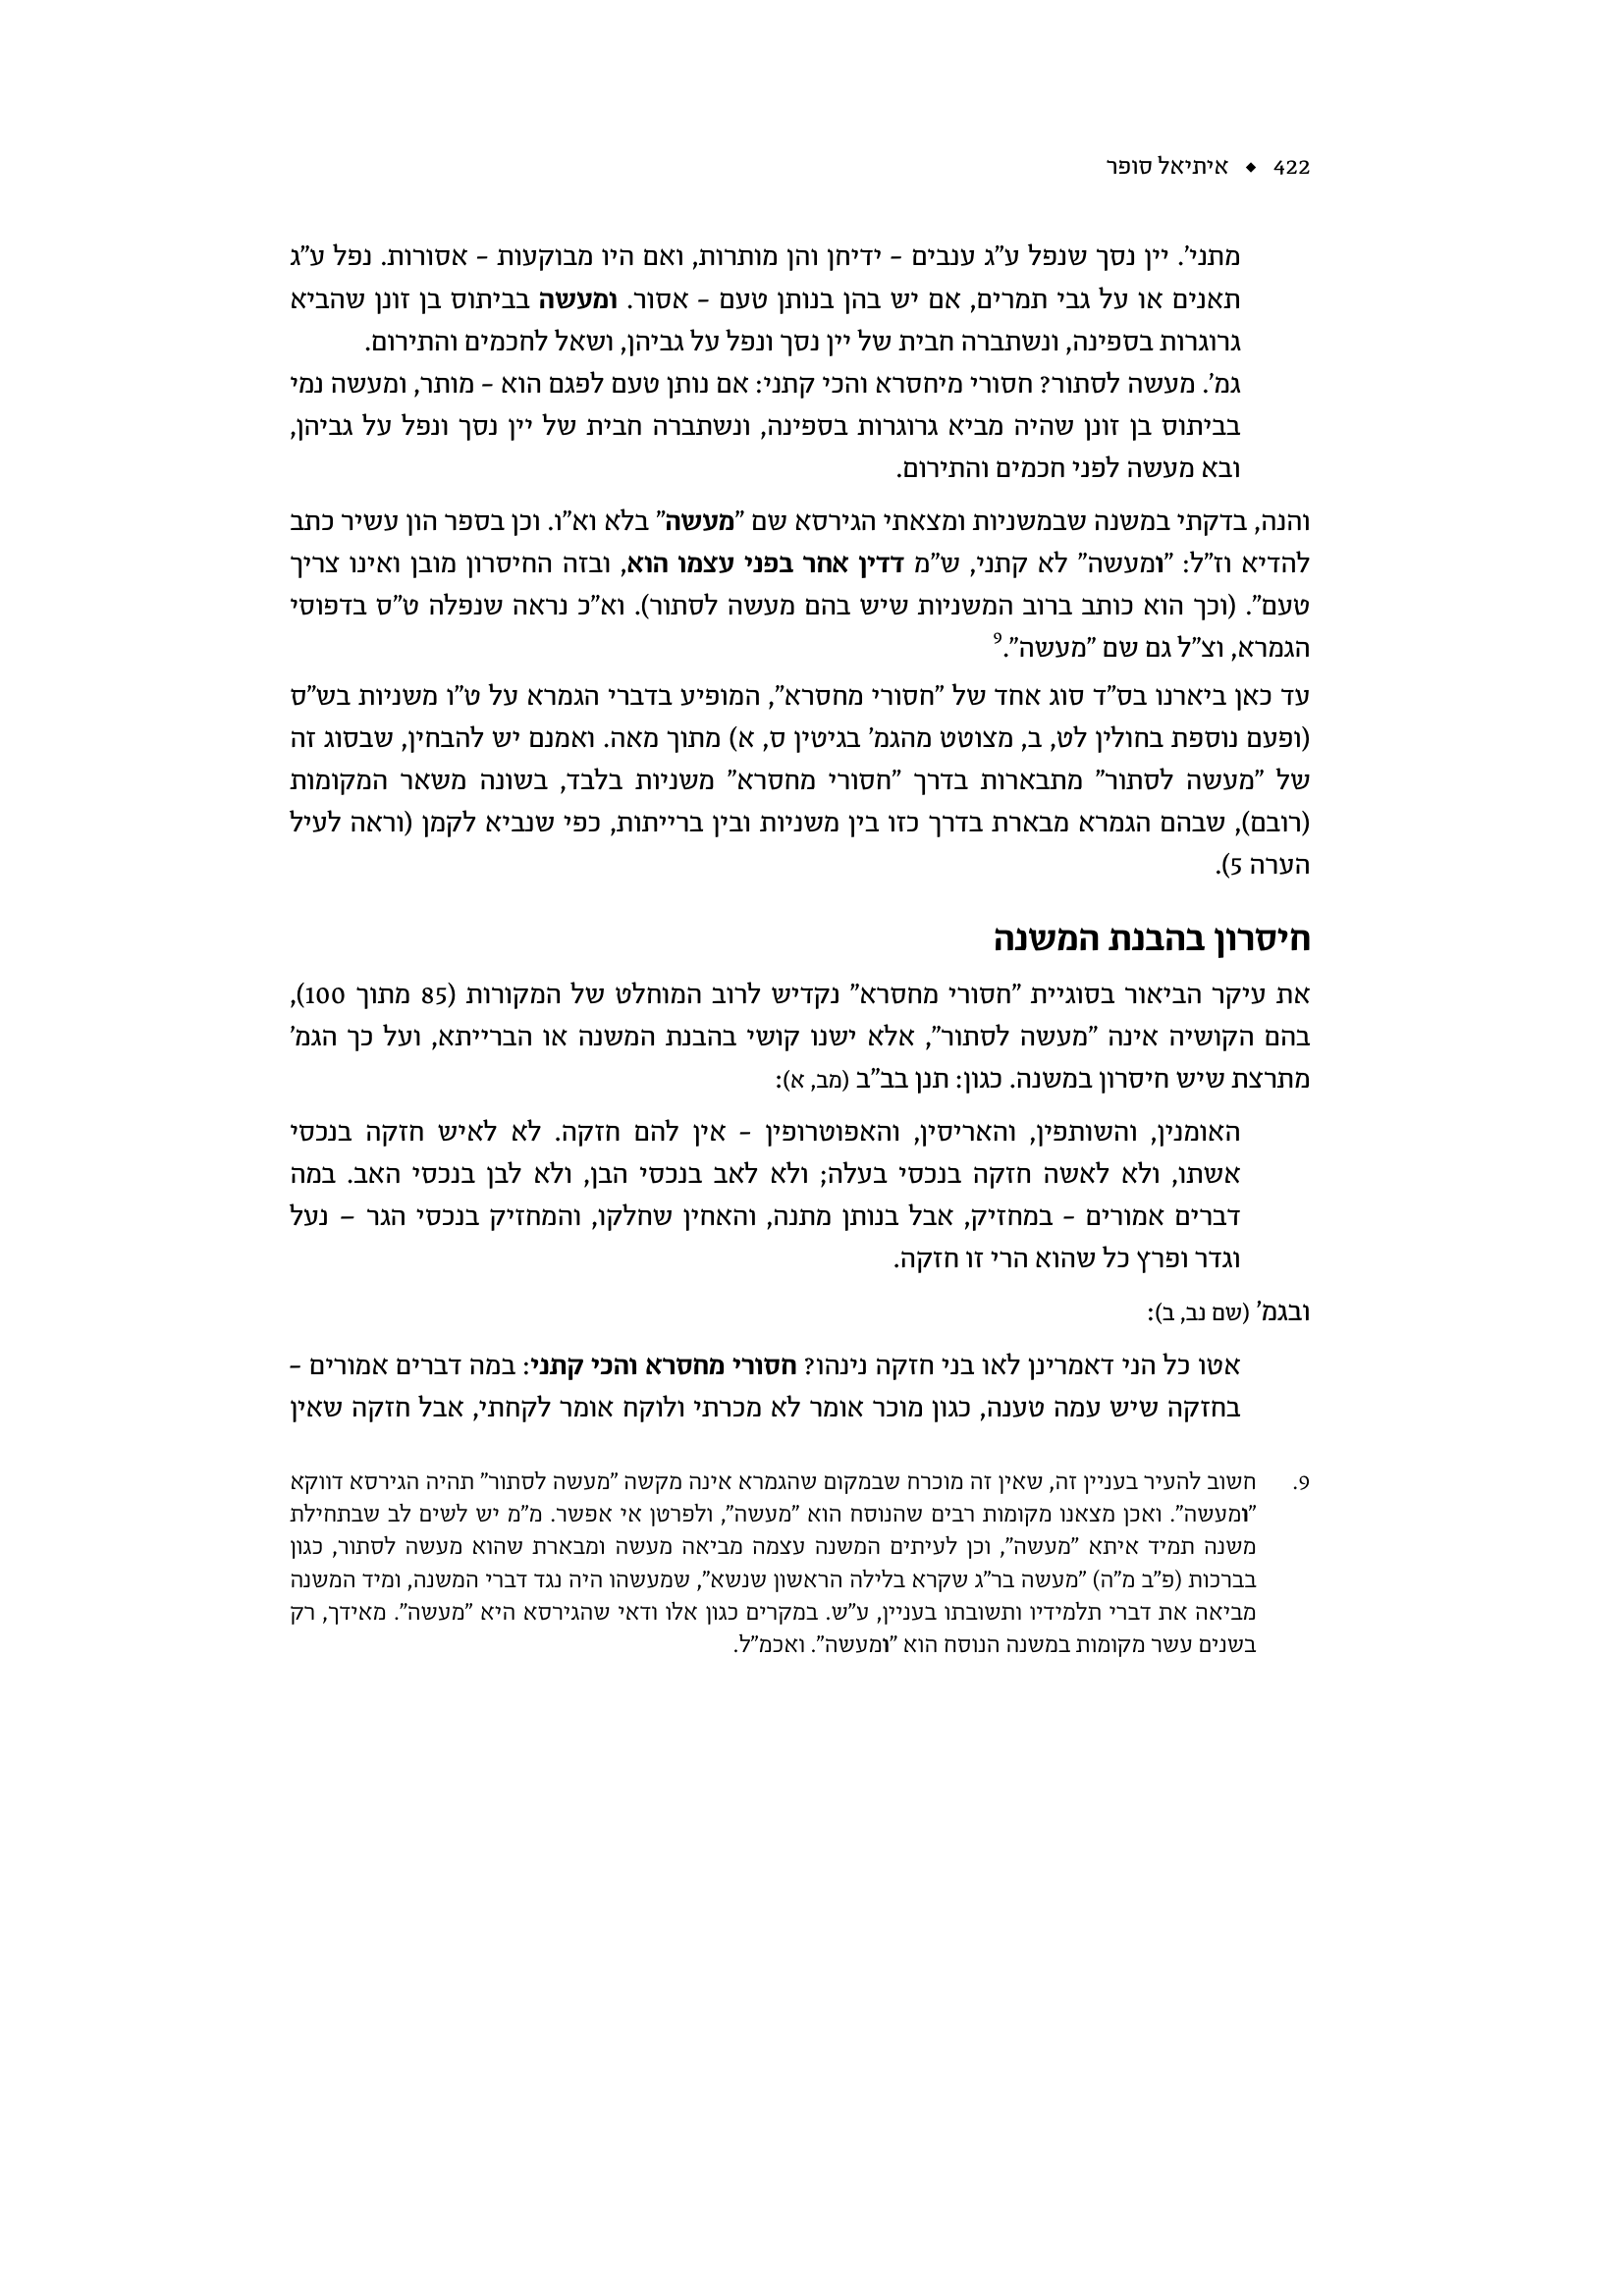 422 ◆ איתיאל סופר
מתני׳. יין נסך שנפל ע״ג ענבים – ידיחן והן מותרות, ואם היו מבוקעות – אסורות. נפל ע״ג
תאנים או על גבי תמרים, אם יש בהן בנותן טעם – אסור. ומעשה בביתוס בן זונן שהביא
גרוגרות בספינה, ונשתברה חבית של יין נסך ונפל על גביהן, ושאל לחכמים והתירום.
גמ׳. מעשה לסתור? חסורי מיחסרא והכי קתני: אם נותן טעם לפגם הוא – מותר, ומעשה נמי
בביתוס בן זונן שהיה מביא גרוגרות בספינה, ונשתברה חבית של יין נסך ונפל על גביהן,
ובא מעשה לפני חכמים והתירום.
והנה, בדקתי במשנה שבמשניות ומצאתי הגירסא שם ״מעשה״ בלא וא״ו. וכן בספר הון עשיר כתב
להדיא וז״ל: ״ומעשה״ לא קתני, ש״מ דדין אחר בפני עצמו הוא, ובזה החיסרון מובן ואינו צריך
טעם״. (וכך הוא כותב ברוב המשניות שיש בהם מעשה לסתור). וא״כ נראה שנפלה ט״ס בדפוסי
הגמרא, וצ״ל גם שם ״מעשה״.9
עד כאן ביארנו בס״ד סוג אחד של ״חסורי מחסרא״, המופיע בדברי הגמרא על ט״ו משניות בש״ס
(ופעם נוספת בחולין לט, ב, מצוטט מהגמ׳ בגיטין ס, א) מתוך מאה. ואמנם יש להבחין, שבסוג זה
של ״מעשה לסתור״ מתבארות בדרך ״חסורי מחסרא״ משניות בלבד, בשונה משאר המקומות
(רובם), שבהם הגמרא מבארת בדרך כזו בין משניות ובין ברייתות, כפי שנביא לקמן (וראה לעיל
הערה 5).
חיסרון בהבנת המשנה
את עיקר הביאור בסוגיית ״חסורי מחסרא״ נקדיש לרוב המוחלט של המקורות (85 מתוך 100),
בהם הקושיה אינה ״מעשה לסתור״, אלא ישנו קושי בהבנת המשנה או הברייתא, ועל כך הגמ׳
מתרצת שיש חיסרון במשנה. כגון: תנן בב״ב (מב, א):
האומנין, והשותפין, והאריסין, והאפוטרופין – אין להם חזקה. לא לאיש חזקה בנכסי
אשתו, ולא לאשה חזקה בנכסי בעלה; ולא לאב בנכסי הבן, ולא לבן בנכסי האב. במה
דברים אמורים – במחזיק, אבל בנותן מתנה, והאחין שחלקו, והמחזיק בנכסי הגר – נעל
וגדר ופרץ כל שהוא הרי זו חזקה.
ובגמ׳ (שם נב, ב):
אטו כל הני דאמרינן לאו בני חזקה נינהו? חסורי מחסרא והכי קתני: במה דברים אמורים –
בחזקה שיש עמה טענה, כגון מוכר אומר לא מכרתי ולוקח אומר לקחתי, אבל חזקה שאין
9. חשוב להעיר בעניין זה, שאין זה מוכרח שבמקום שהגמרא אינה מקשה ״מעשה לסתור״ תהיה הגירסא דווקא
״ומעשה״. ואכן מצאנו מקומות רבים שהנוסח הוא ״מעשה״, ולפרטן אי אפשר. מ״מ יש לשים לב שבתחילת
משנה תמיד איתא ״מעשה״, וכן לעיתים המשנה עצמה מביאה מעשה ומבארת שהוא מעשה לסתור, כגון
בברכות (פ״ב מ״ה) ״מעשה בר״ג שקרא בלילה הראשון שנשא״, שמעשהו היה נגד דברי המשנה, ומיד המשנה
מביאה את דברי תלמידיו ותשובתו בעניין, ע״ש. במקרים כגון אלו ודאי שהגירסא היא ״מעשה״. מאידך, רק
בשנים עשר מקומות במשנה הנוסח הוא ״ומעשה״. ואכמ״ל.